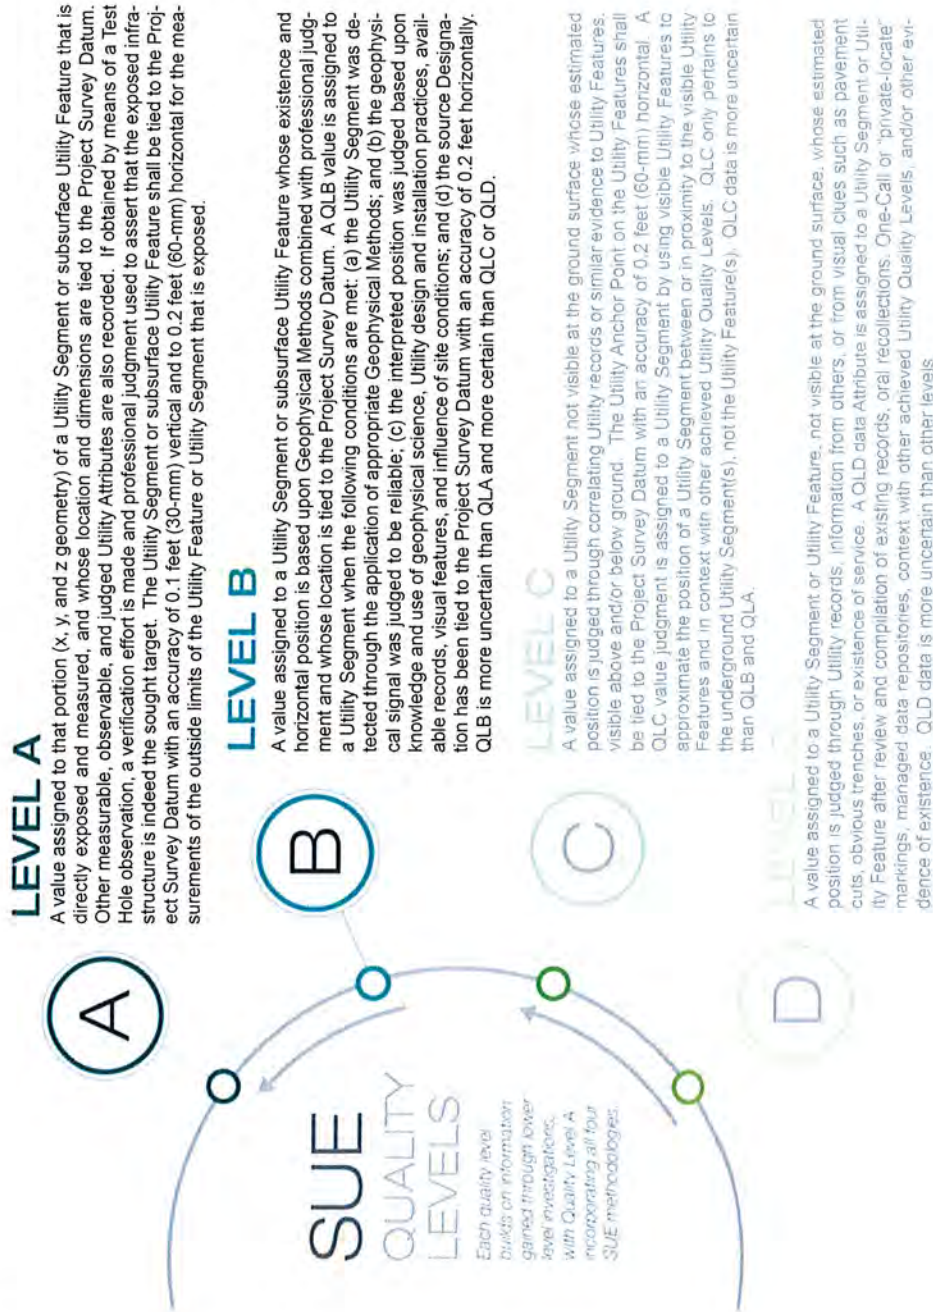 SUE
QUALITY
LEVELS
Each quality level
builds on information
gained through lower
level investigations,
with Quality Level A
incorporating all four
SUE methodologies.
A
LEVEL A
A value assigned to that portion (x, y, and z geometry) of a Utility Segment or subsurface Utility Feature that is
directly exposed and measured, and whose location and dimensions are tied to the Project Survey Datum.
Other measurable, observable, and judged Utility Attributes are also recorded. If obtained by means of a Test
Hole observation, a verification effort is made and professional judgment used to assert that the exposed infra-
structure is indeed the sought target. The Utility Segment or subsurface Utility Feature shall be tied to the Proj-
ect Survey Datum with an accuracy of 0.1 feet (30-mm) vertical and to 0.2 feet (60-mm) horizontal for the mea-
surements of the outside limits of the Utility Feature or Utility Segment that is exposed.
B
LEVEL B
A value assigned to a Utility Segment or subsurface Utility Feature whose existence and
horizontal position is based upon Geophysical Methods combined with professional judg-
ment and whose location is tied to the Project Survey Datum. A QLB value is assigned to
a Utility Segment when the following conditions are met: (a) the Utility Segment was de-
tected through the application of appropriate Geophysical Methods; and (b) the geophysi-
cal signal was judged to be reliable; (c) the interpreted position was judged based upon
knowledge and use of geophysical science, Utility design and installation practices, avail-
able records, visual features, and influence of site conditions; and (d) the source Designa-
tion has been tied to the Project Survey Datum with an accuracy of 0.2 feet horizontally.
QLB is more uncertain than QLA and more certain than QLC or QLD.
C
LEVEL C
A value assigned to a Utility Segment not visible at the ground surface whose estimated
position is judged through correlating Utility records or similar evidence to Utility Features,
visible above and/or below ground. The Utility Anchor Point on the Utility Features shall
be tied to the Project Survey Datum with an accuracy of 0.2 feet (60-mm) horizontal. A
QLC value judgment is assigned to a Utility Segment by using visible Utility Features to
approximate the position of a Utility Segment between or in proximity to the visible Utility
Features and in context with other achieved Utility Quality Levels. QLC only pertains to
the underground Utility Segment(s), not the Utility Feature(s). QLC data is more uncertain
than QLB and QLA.
D
LEVEL D
A value assigned to a Utility Segment or Utility Feature, not visible at the ground surface, whose estimated
position is judged through Utility records, information from others, or from visual clues such as pavement
cuts, obvious trenches, or existence of service. A QLD data Attribute is assigned to a Utility Segment or Util-
ity Feature after review and compilation of existing records, oral recollections, One-Call or "private-locate"
markings, managed data repositories, context with other achieved Utility Quality Levels, and/or other evi-
dence of existence. QLD data is more uncertain than other levels